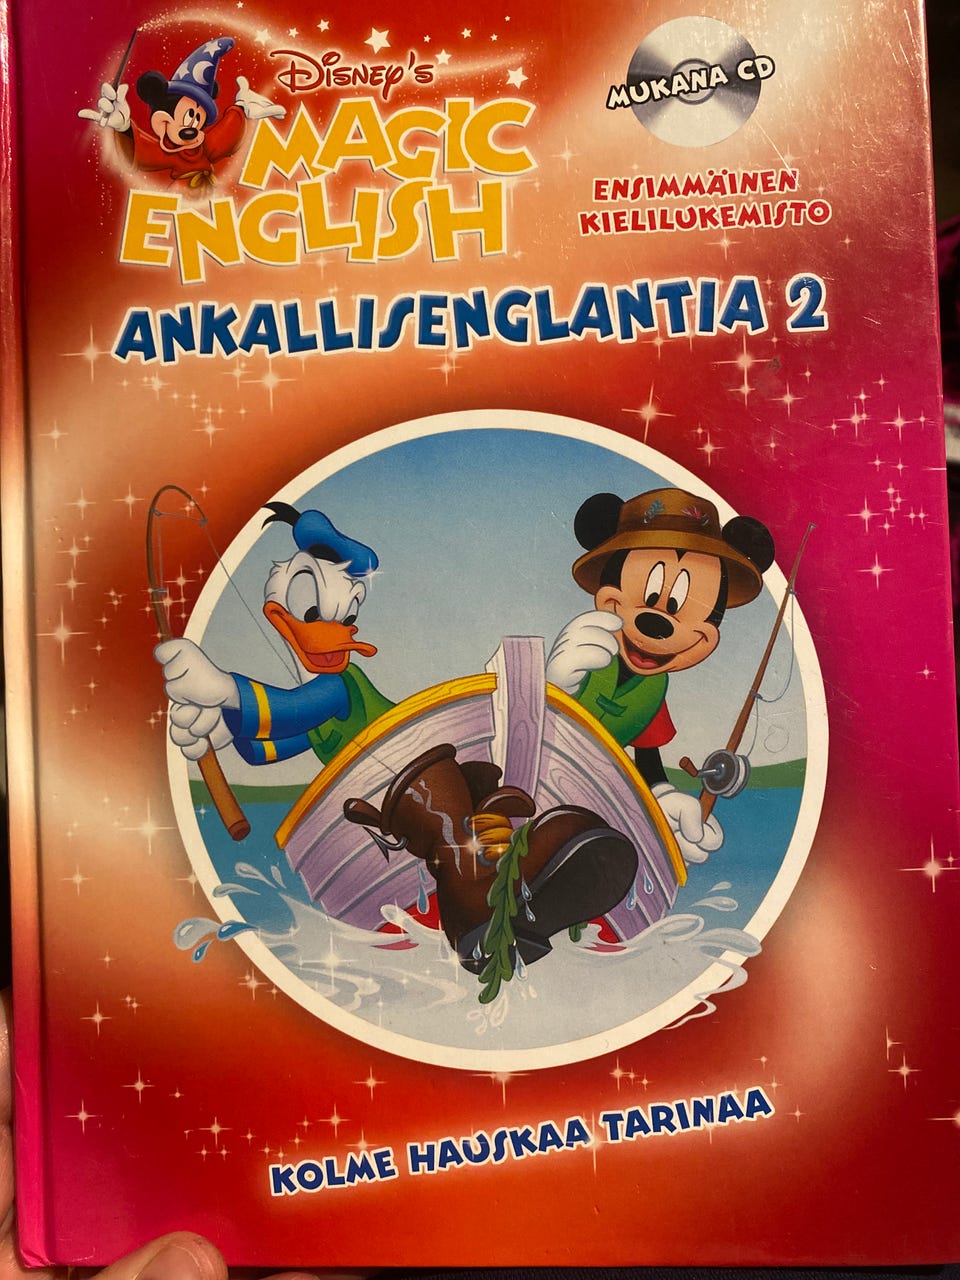 Disney's
MAGIC
ENGLISH
MUKANA CD
ENSIMMÄINEN
KIELILUKEMISTO
ANKALLISENGLANTIA 2
KOLME HAUSKAA TARINAA